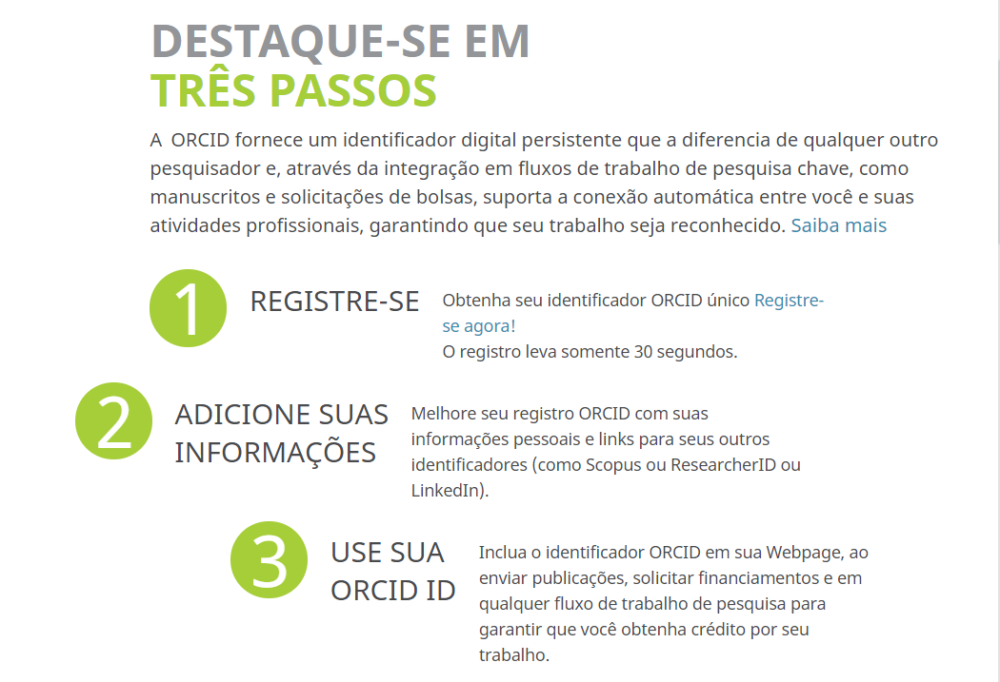 DESTAQUE-SE EM
TRÊS PASSOS
A ORCID fornece um identificador digital persistente que a diferencia de qualquer outro
pesquisador e, através da integração em fluxos de trabalho de pesquisa chave, como
manuscritos e solicitações de bolsas, suporta a conexão automática entre você e suas
atividades profissionais, garantindo que seu trabalho seja reconhecido. Saiba mais
1
REGISTRE-SE
Obtenha seu identificador ORCID único Registre-
se agora!
O registro leva somente 30 segundos.
2
ADICIONE SUAS
INFORMAÇÕES
Melhore seu registro ORCID com suas
informações pessoais e links para seus outros
identificadores (como Scopus ou ResearcherID ou
LinkedIn).
3
USE SUA
ORCID ID
Inclua o identificador ORCID em sua Webpage, ao
enviar publicações, solicitar financiamentos e em
qualquer fluxo de trabalho de pesquisa para
garantir que você obtenha crédito por seu
trabalho.